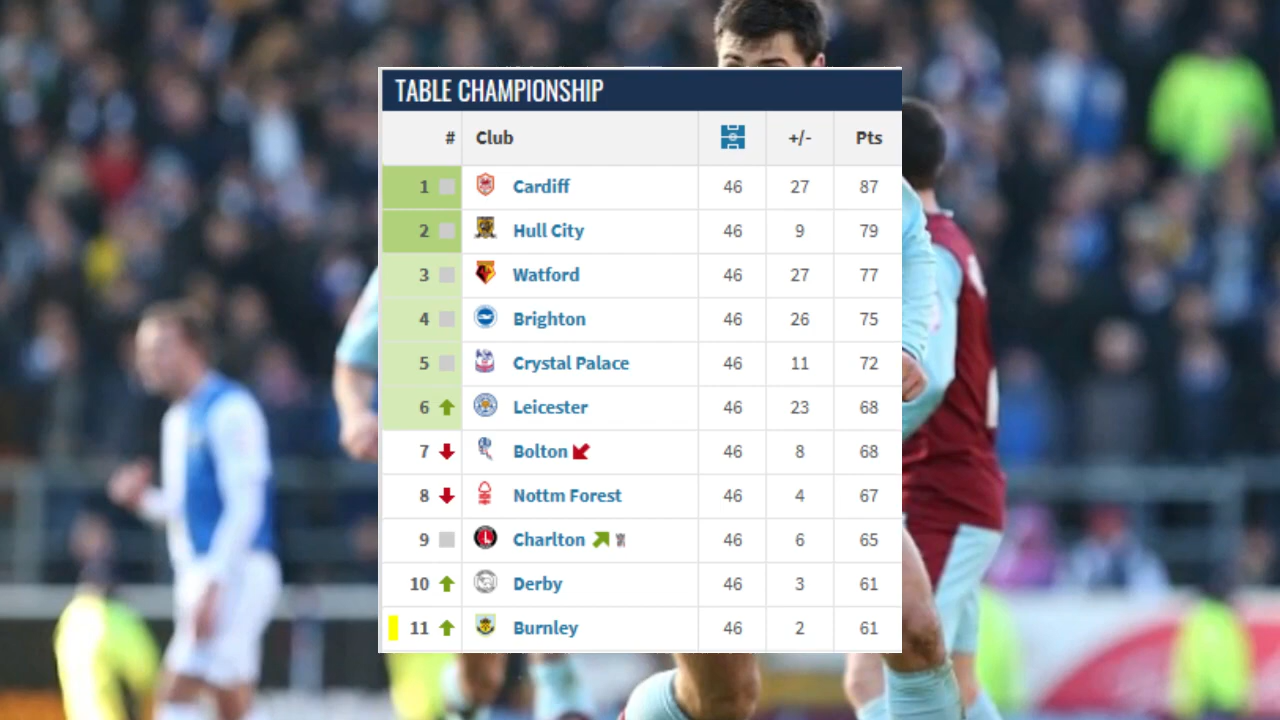 TABLE CHAMPIONSHIP
# Club +/- Pts
1 Cardiff 46 27 87
2 Hull City 46 9 79
3 Watford 46 27 77
4 Brighton 46 26 75
5 Crystal Palace 46 11 72
6 Leicester 46 23 68
7 Bolton 46 8 68
8 Nottm Forest 46 4 67
9 Charlton 46 6 65
10 Derby 46 3 61
11 Burnley 46 2 61